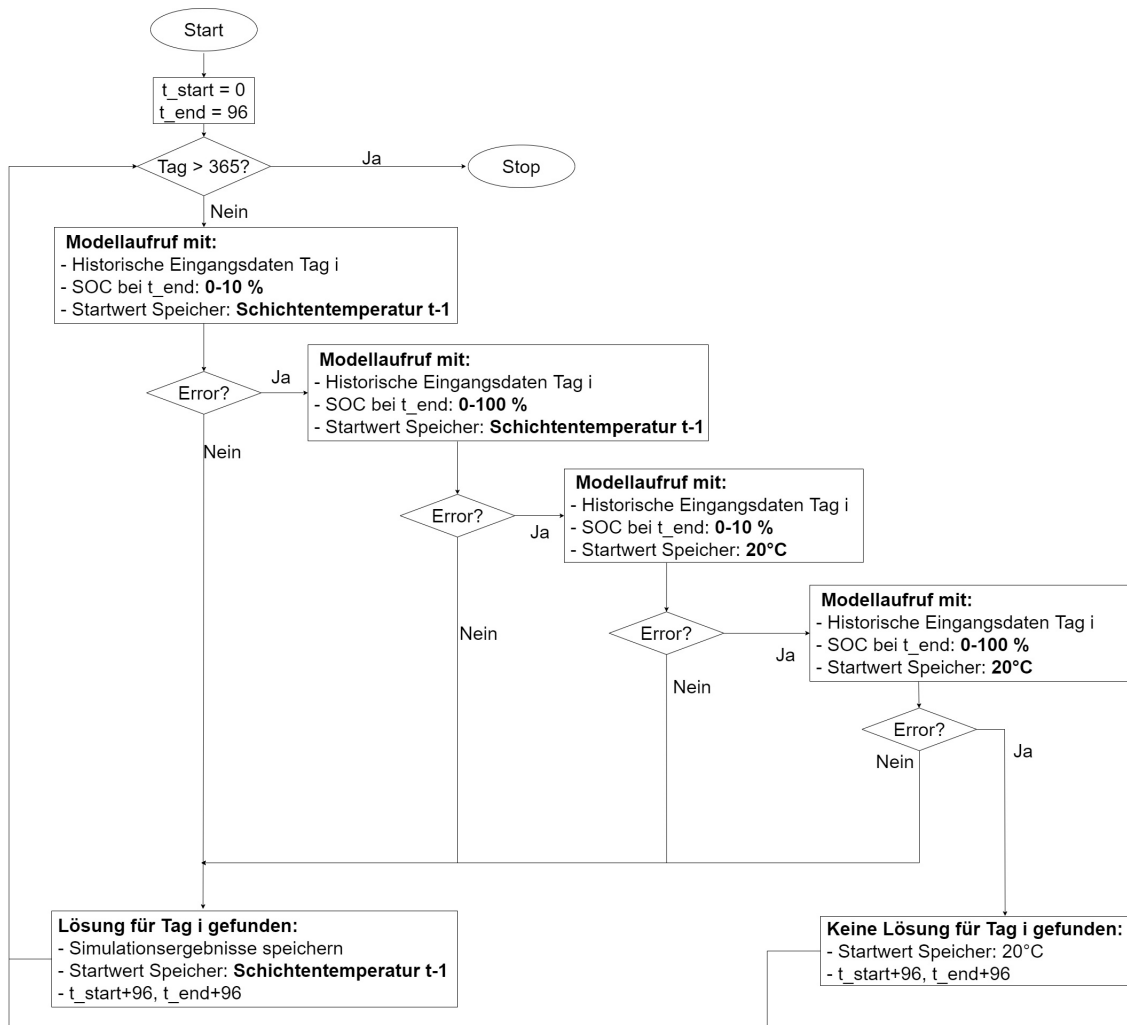 Start
t_start = 0
t_end = 96
Tag > 365?
Ja
Stop
Nein
Modellaufruf mit:
- Historische Eingangsdaten Tag i
- SOC bei t_end: 0-10 %
- Startwert Speicher: Schichtentemperatur t-1
Error?
Ja
Nein
Modellaufruf mit:
- Historische Eingangsdaten Tag i
- SOC bei t_end: 0-100 %
- Startwert Speicher: Schichtentemperatur t-1
Error?
Ja
Nein
Modellaufruf mit:
- Historische Eingangsdaten Tag i
- SOC bei t_end: 0-10 %
- Startwert Speicher: 20°C
Error?
Ja
Nein
Modellaufruf mit:
- Historische Eingangsdaten Tag i
- SOC bei t_end: 0-100 %
- Startwert Speicher: 20°C
Error?
Ja
Nein
Lösung für Tag i gefunden:
- Simulationsergebnisse speichern
- Startwert Speicher: Schichtentemperatur t-1
- t_start+96, t_end+96
Keine Lösung für Tag i gefunden:
- Startwert Speicher: 20°C
- t_start+96, t_end+96